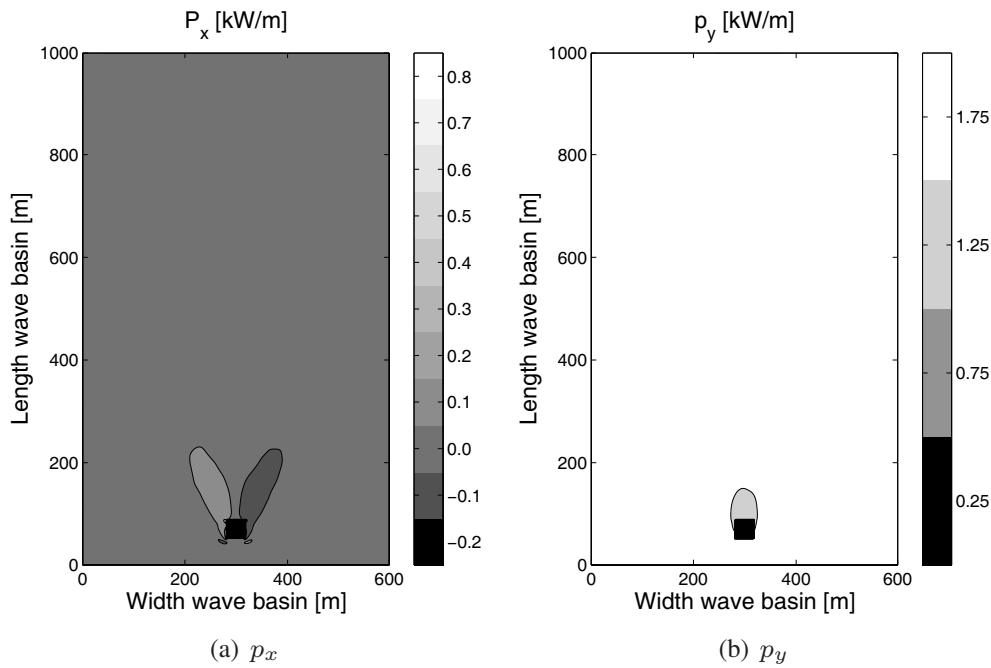 P_x [kW/m]
1000
800
600
400
200
0
0 200 400 600
Length wave basin [m]
Width wave basin [m]
0.8
0.7
0.6
0.5
0.4
0.3
0.2
0.1
0.0
−0.1
−0.2
(a) p_x
p_y [kW/m]
1000
800
600
400
200
0
0 200 400 600
Length wave basin [m]
Width wave basin [m]
1.75
1.25
0.75
0.25
(b) p_y